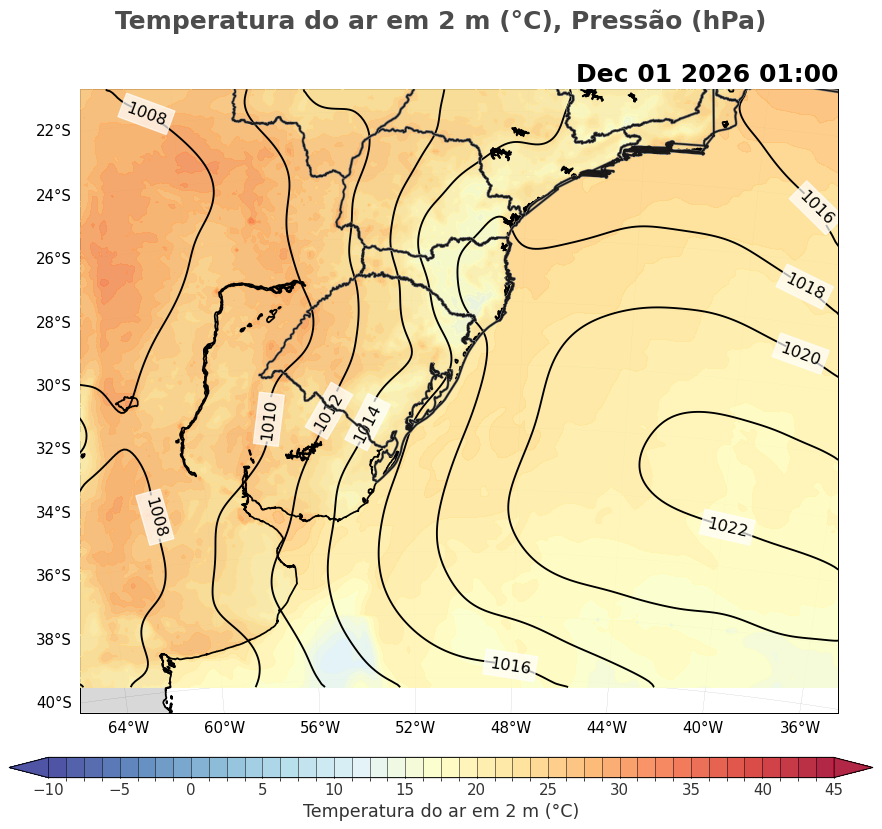 Temperatura do ar em 2 m (°C), Pressão (hPa)
Dec 01 2026 01:00
1008
22°S
24°S
1016
26°S
1018
28°S
1020
30°S
1010
1012
1014
32°S
34°S
1008
1022
36°S
38°S
1016
40°S
64°W 60°W 56°W 52°W 48°W 44°W 40°W 36°W
−10 −5 0 5 10 15 20 25 30 35 40 45
Temperatura do ar em 2 m (°C)